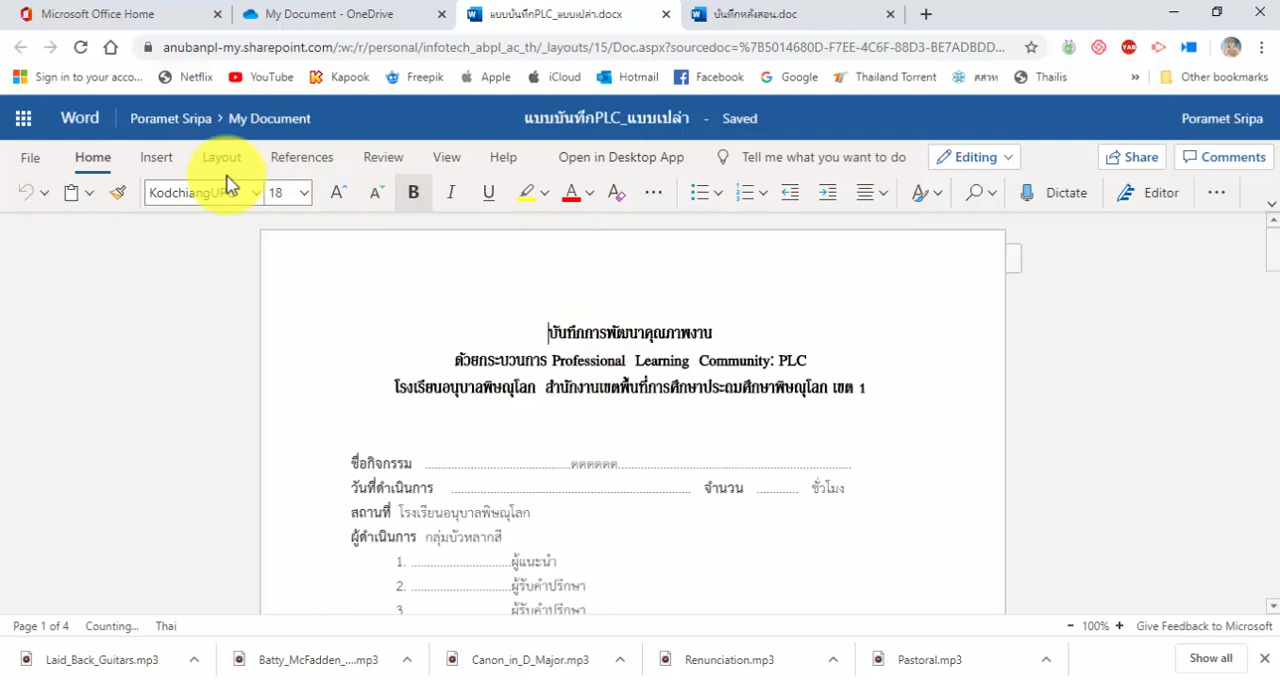 Microsoft Office Home
My Document - OneDrive
แบบบันทึกPLC_แบบเปล่า.docx
บันทึกหลังสอน.doc
anubanpl-my.sharepoint.com/:w:/r/personal/infotech_abpl_ac_th/_layouts/15/Doc.aspx?sourcedoc=%7B5014680D-F7EE-4C6F-88D3-BE7ADBDD...
Sign in to your acco...
Netflix
YouTube
Kapook
Freepik
Apple
iCloud
Hotmail
Facebook
Google
Thailand Torrent
สสวท
Thailis
Other bookmarks
Word
Poramet Sripa > My Document
แบบบันทึกPLC_แบบเปล่า - Saved
Poramet Sripa
File
Home
Insert
Layout
References
Review
View
Help
Open in Desktop App
Tell me what you want to do
Editing
Share
Comments
KodchiangUPC
18
Dictate
Editor
บันทึกการพัฒนาคุณภาพงาน
ด้วยกระบวนการ Professional Learning Community: PLC
โรงเรียนอนุบาลพิษณุโลก สำนักงานเขตพื้นที่การศึกษาประถมศึกษาพิษณุโลก เขต 1
ชื่อกิจกรรม ........................................ดดดดดด................................................................
วันที่ดำเนินการ .................................................................. จำนวน ............ ชั่วโมง
สถานที่ โรงเรียนอนุบาลพิษณุโลก
ผู้ดำเนินการ กลุ่มบัวหลากสี
1. ............................ผู้แนะนำ
2. ............................ผู้รับคำปรึกษา
3. ............................ผู้รับคำปรึกษา
Page 1 of 4
Counting...
Thai
- 100% +
Give Feedback to Microsoft
Laid_Back_Guitars.mp3
Batty_McFadden_....mp3
Canon_in_D_Major.mp3
Renunciation.mp3
Pastoral.mp3
Show all